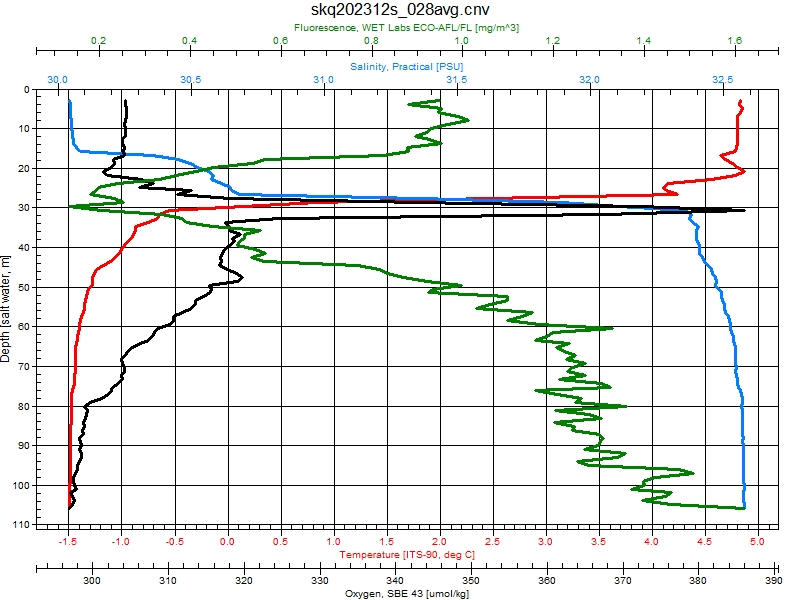 skq202312s_028avg.cnv
Fluorescence, WET Labs ECO-AFL/FL [mg/m^3]
0.2 0.4 0.6 0.8 1.0 1.2 1.4 1.6
Salinity, Practical [PSU]
30.0 30.5 31.0 31.5 32.0 32.5
0
10
20
30
40
50
60
70
80
90
100
110
Depth [salt water, m]
-1.5 -1.0 -0.5 0.0 0.5 1.0 1.5 2.0 2.5 3.0 3.5 4.0 4.5 5.0
Temperature [ITS-90, deg C]
300 310 320 330 340 350 360 370 380 390
Oxygen, SBE 43 [umol/kg]